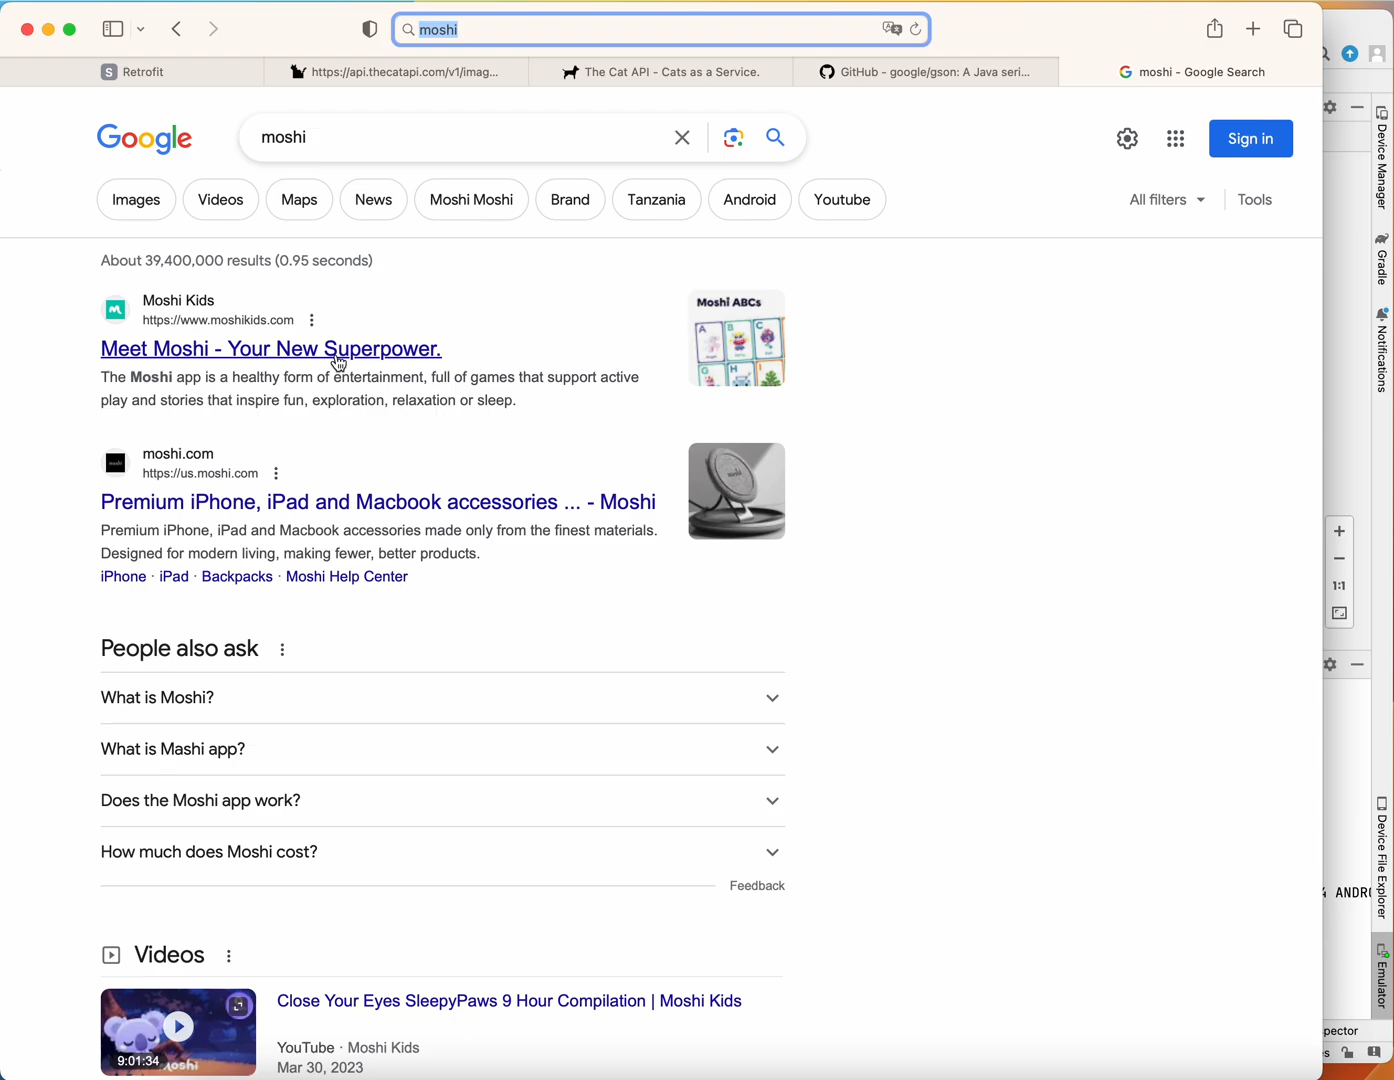 moshi
Retrofit
https://api.thecatapi.com/v1/imag...
The Cat API - Cats as a Service.
GitHub - google/gson: A Java seri...
moshi - Google Search
Google
moshi
Sign in
Images
Videos
Maps
News
Moshi Moshi
Brand
Tanzania
Android
Youtube
All filters
Tools
About 39,400,000 results (0.95 seconds)
Moshi Kids
https://www.moshikids.com
Meet Moshi - Your New Superpower.
The Moshi app is a healthy form of entertainment, full of games that support active
play and stories that inspire fun, exploration, relaxation or sleep.
Moshi ABCs
A B C
G H I
moshi.com
https://us.moshi.com
Premium iPhone, iPad and Macbook accessories ... - Moshi
Premium iPhone, iPad and Macbook accessories made only from the finest materials.
Designed for modern living, making fewer, better products.
iPhone · iPad · Backpacks · Moshi Help Center
moshi
People also ask
What is Moshi?
What is Mashi app?
Does the Moshi app work?
How much does Moshi cost?
Feedback
Videos
Close Your Eyes SleepyPaws 9 Hour Compilation | Moshi Kids
YouTube · Moshi Kids
Mar 30, 2023
9:01:34
moshi
Device Manager
Gradle
Notifications
1:1
Device File Explorer
ANDR
Emulator
pector